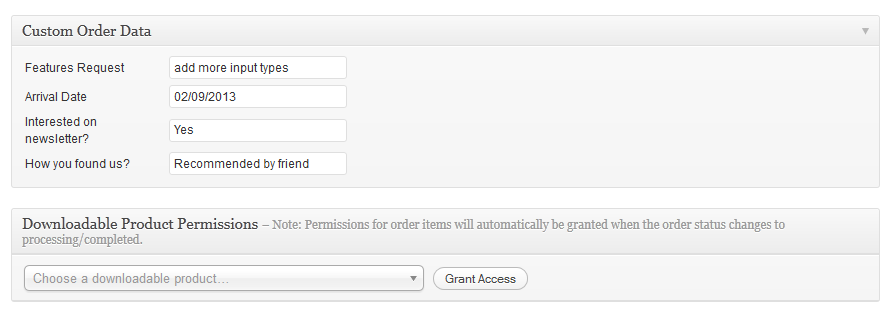 Custom Order Data
Features Request add more input types
Arrival Date 02/09/2013
Interested on
newsletter? Yes
How you found us? Recommended by friend
Downloadable Product Permissions – Note: Permissions for order items will automatically be granted when the order status changes to
processing/completed.
Choose a downloadable product... Grant Access